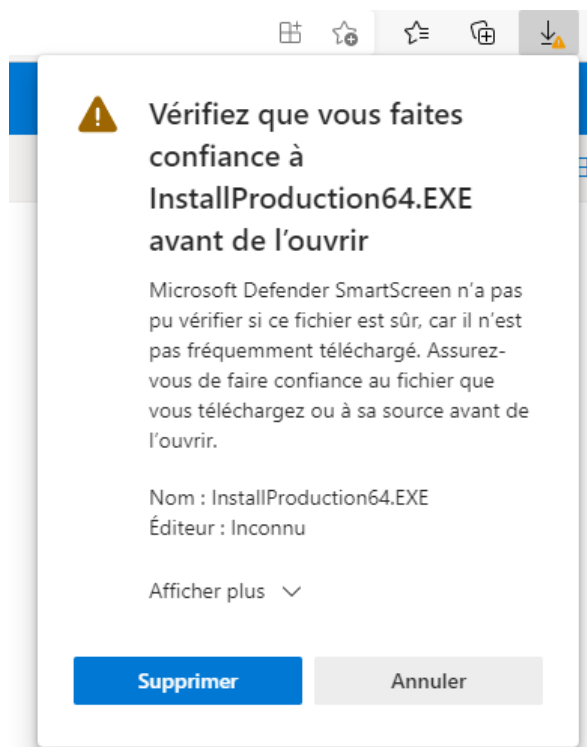 Vérifiez que vous faites
confiance à
InstallProduction64.EXE
avant de l’ouvrir
Microsoft Defender SmartScreen n’a pas
pu vérifier si ce fichier est sûr, car il n’est
pas fréquemment téléchargé. Assurez-
vous de faire confiance au fichier que
vous téléchargez ou à sa source avant de
l’ouvrir.
Nom : InstallProduction64.EXE
Éditeur : Inconnu
Afficher plus
Supprimer
Annuler